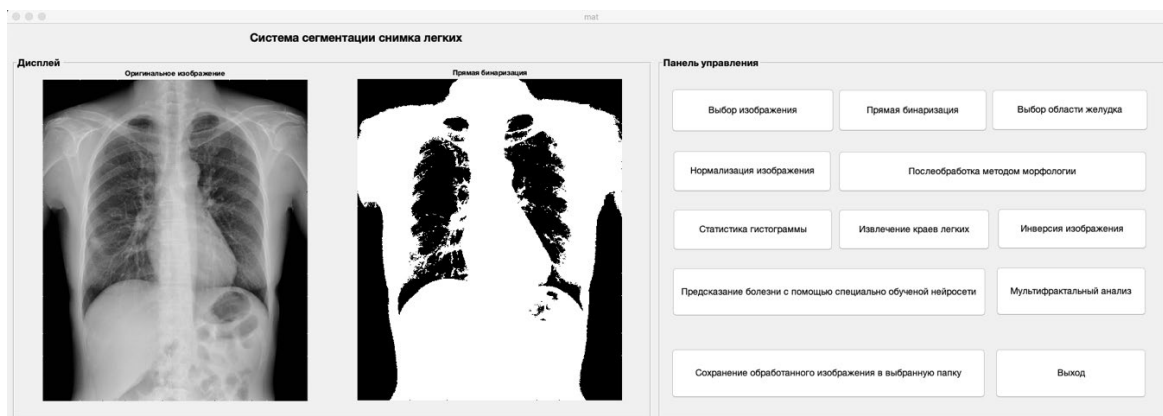 mat
Система сегментации снимка легких
Дисплей
Оригинальное изображение
Прямая бинаризация
Панель управления
Выбор изображения
Прямая бинаризация
Выбор области желудка
Нормализация изображения
Послеобработка методом морфологии
Статистика гистограммы
Извлечение краев легких
Инверсия изображения
Предсказание болезни с помощью специально обученой нейросети
Мультифрактальный анализ
Сохранение обработанного изображения в выбранную папку
Выход